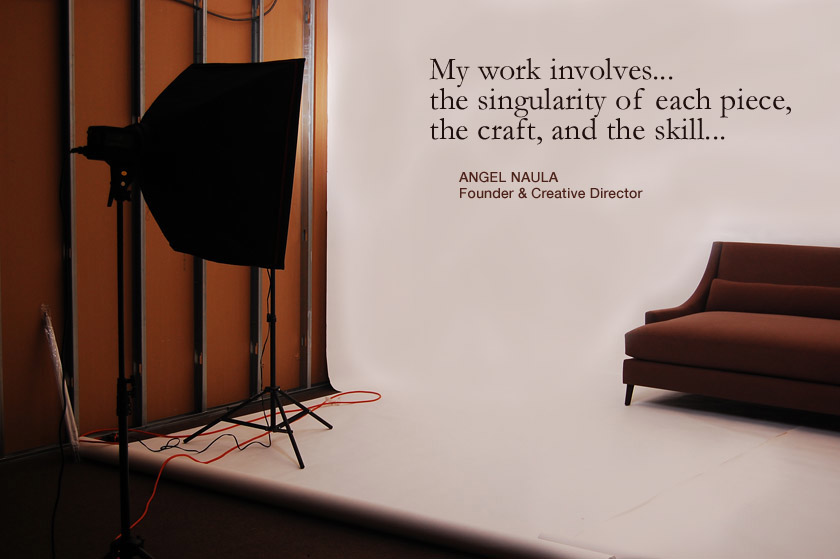 My work involves...
the singularity of each piece,
the craft, and the skill...
ANGEL NAULA
Founder & Creative Director